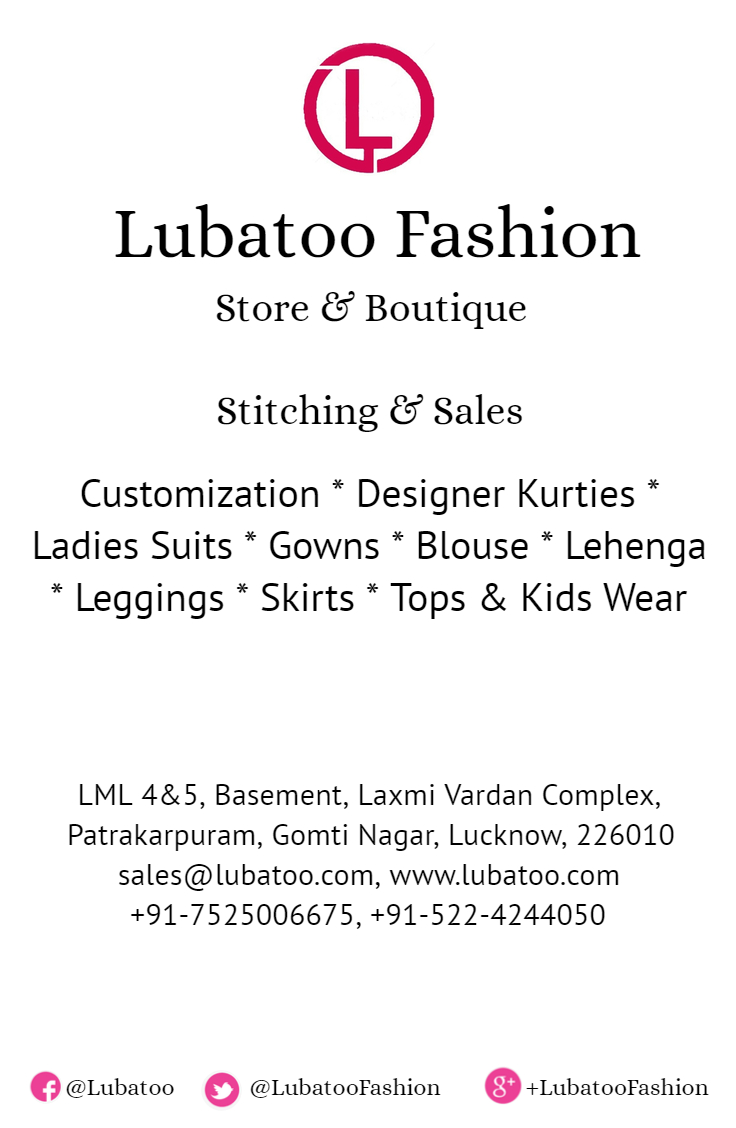 LT
Lubatoo Fashion
Store & Boutique
Stitching & Sales
Customization * Designer Kurties *
Ladies Suits * Gowns * Blouse * Lehenga
* Leggings * Skirts * Tops & Kids Wear
LML 4&5, Basement, Laxmi Vardan Complex,
Patrakarpuram, Gomti Nagar, Lucknow, 226010
sales@lubatoo.com, www.lubatoo.com
+91-7525006675, +91-522-4244050
f @Lubatoo @LubatooFashion g+ +LubatooFashion